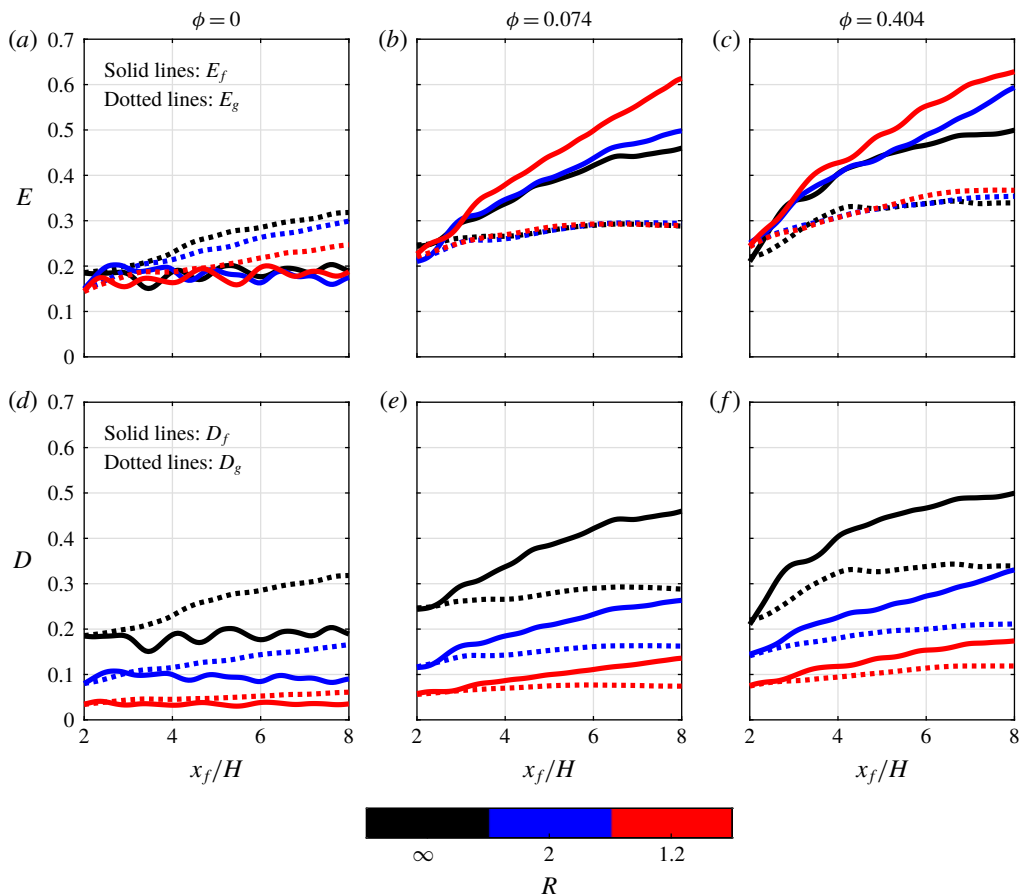 ϕ = 0
ϕ = 0.074
ϕ = 0.404
(a)
(b)
(c)
0.7
0.6
0.5
0.4
0.3
0.2
0.1
0
E
Solid lines: E_f
Dotted lines: E_g
(d)
(e)
(f)
0.7
0.6
0.5
0.4
0.3
0.2
0.1
0
D
Solid lines: D_f
Dotted lines: D_g
2 4 6 8
2 4 6 8
2 4 6 8
x_f/H
x_f/H
x_f/H
∞ 2 1.2
R